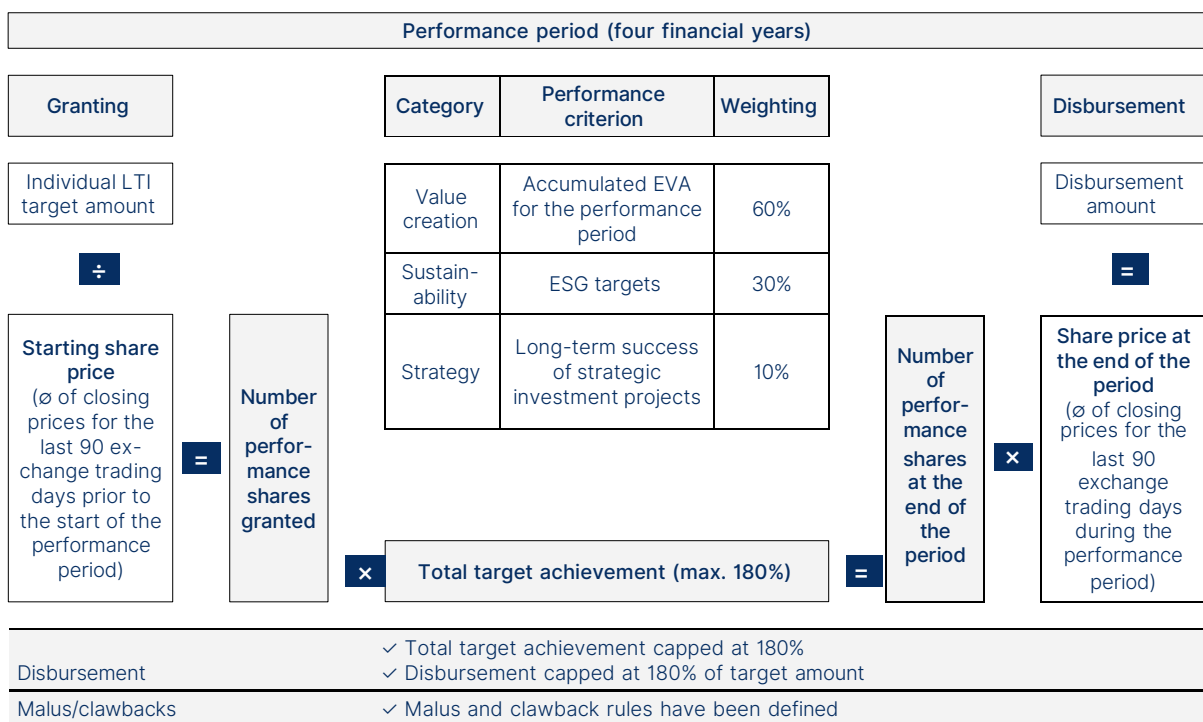 Performance period (four financial years)
Granting
Category
Performance
criterion
Weighting
Disbursement
Individual LTI
target amount
÷
Starting share
price
(ø of closing
prices for the
last 90 ex-
change trading
days prior to
the start of the
performance
period)
=
Number
of
perfor-
mance
shares
granted
Value
creation
Accumulated EVA
for the performance
period
60%
Sustain-
ability
ESG targets
30%
Strategy
Long-term success
of strategic
investment projects
10%
×
Total target achievement (max. 180%)
=
Number
of
perfor-
mance
shares
at the
end of
the
period
×
Disbursement
amount
=
Share price at
the end of the
period
(ø of closing
prices for the
last 90
exchange
trading days
during the
performance
period)
Disbursement
✓ Total target achievement capped at 180%
✓ Disbursement capped at 180% of target amount
Malus/clawbacks
✓ Malus and clawback rules have been defined